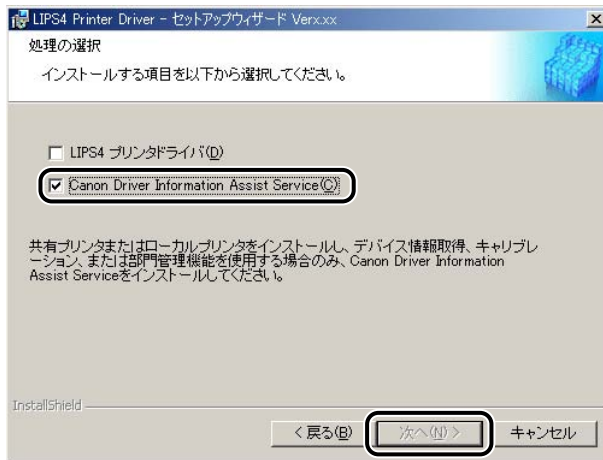 LIPS4 Printer Driver - セットアップウィザード Verx.xx
処理の選択
インストールする項目を以下から選択してください。
LIPS4 プリンタドライバ(D)
Canon Driver Information Assist Service(C)
共有プリンタまたはローカルプリンタをインストールし、デバイス情報取得、キャリブレ
ーション、または部門管理機能を使用する場合のみ、Canon Driver Information
Assist Serviceをインストールしてください。
InstallShield
< 戻る(B)
次へ(N) >
キャンセル